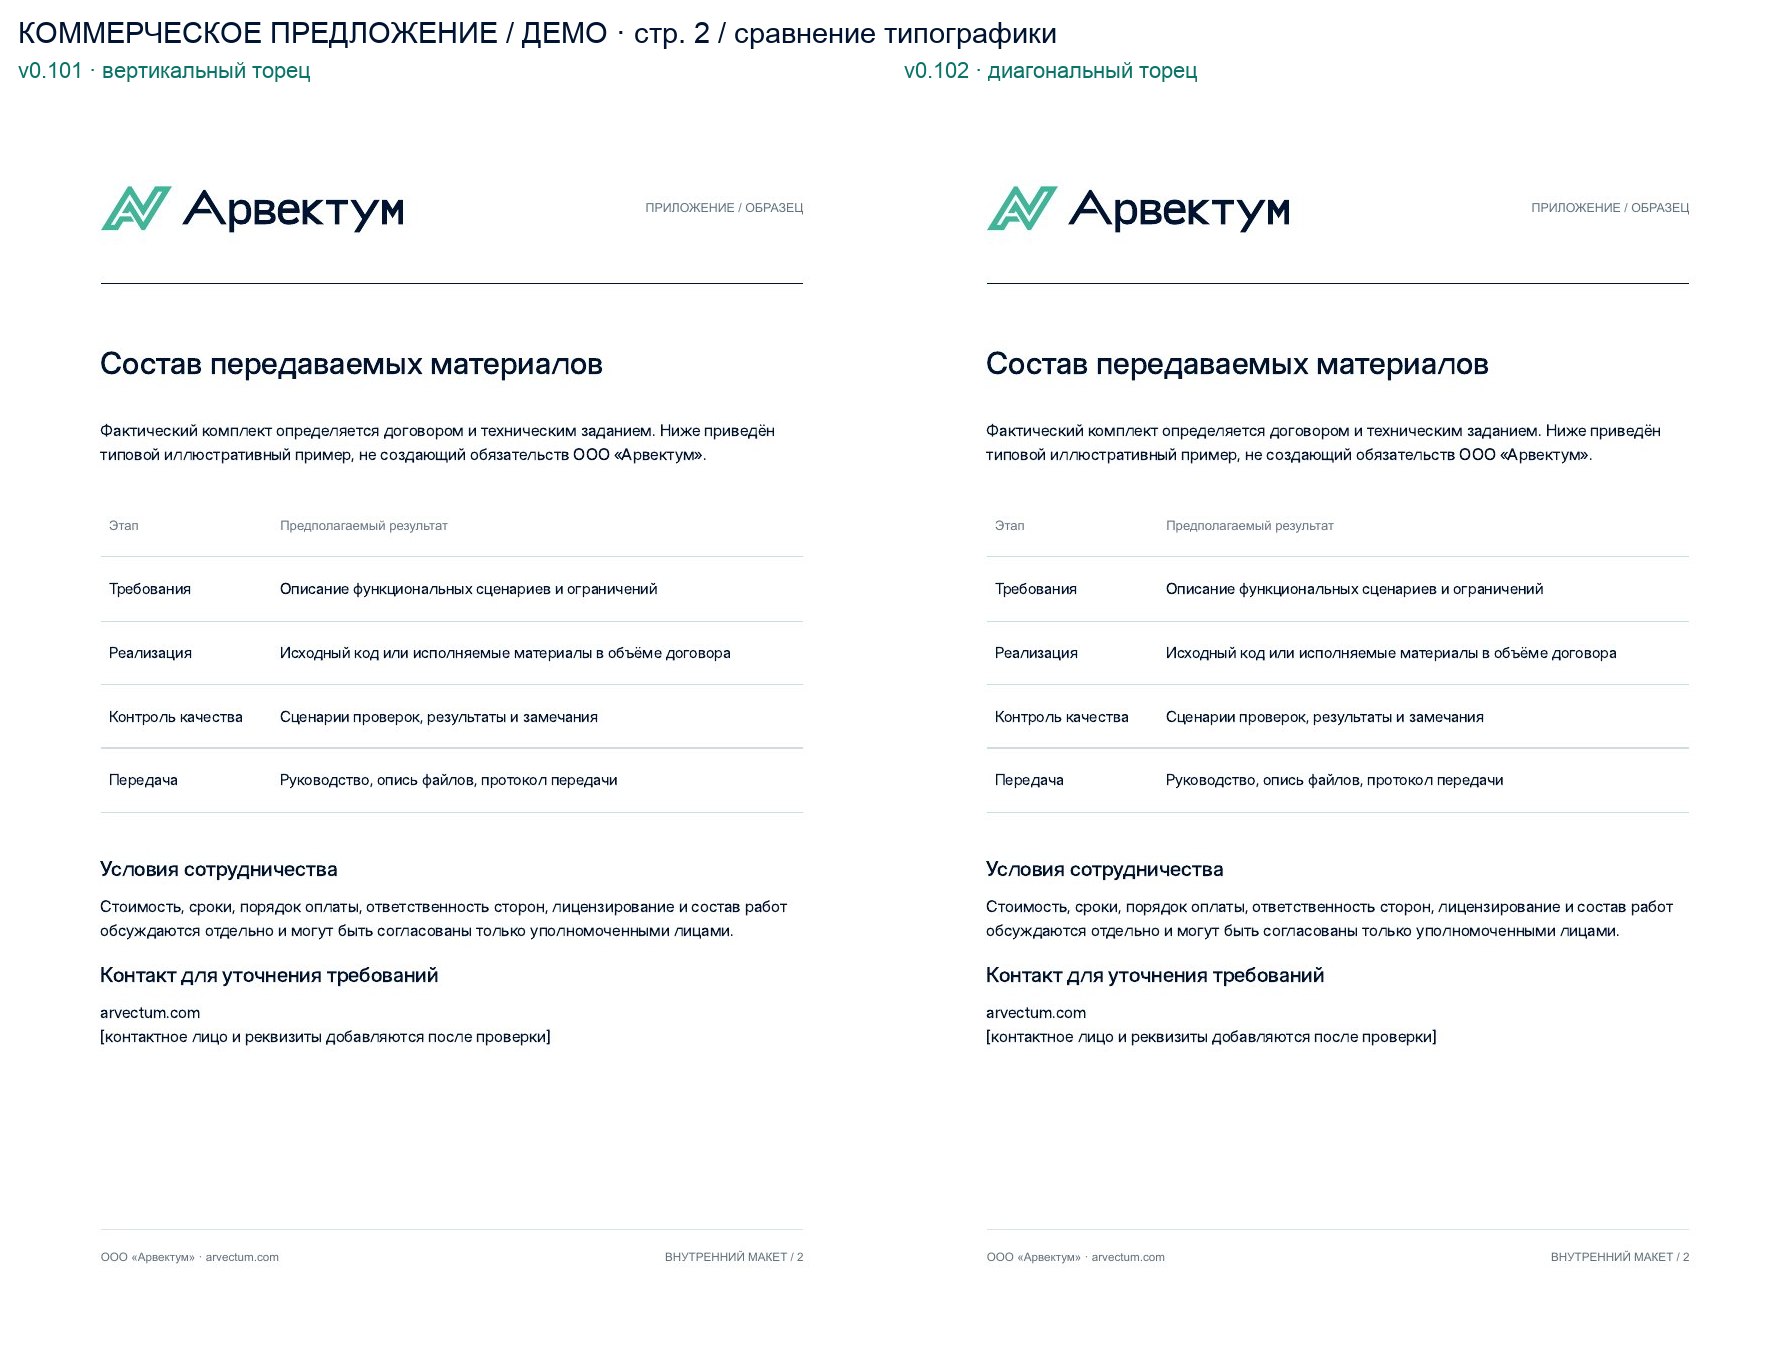 КОММЕРЧЕСКОЕ ПРЕДЛОЖЕНИЕ / ДЕМО · стр. 2 / сравнение типографики
v0.101 · вертикальный торец
Арвектум
ПРИЛОЖЕНИЕ / ОБРАЗЕЦ
Состав передаваемых материалов
Фактический комплект определяется договором и техническим заданием. Ниже приведён
типовой иллюстративный пример, не создающий обязательств ООО «Арвектум».
Этап Предполагаемый результат
Требования Описание функциональных сценариев и ограничений
Реализация Исходный код или исполняемые материалы в объёме договора
Контроль качества Сценарии проверок, результаты и замечания
Передача Руководство, опись файлов, протокол передачи
Условия сотрудничества
Стоимость, сроки, порядок оплаты, ответственность сторон, лицензирование и состав работ
обсуждаются отдельно и могут быть согласованы только уполномоченными лицами.
Контакт для уточнения требований
arvectum.com
[контактное лицо и реквизиты добавляются после проверки]
ООО «Арвектум» · arvectum.com
ВНУТРЕННИЙ МАКЕТ / 2
v0.102 · диагональный торец
Арвектум
ПРИЛОЖЕНИЕ / ОБРАЗЕЦ
Состав передаваемых материалов
Фактический комплект определяется договором и техническим заданием. Ниже приведён
типовой иллюстративный пример, не создающий обязательств ООО «Арвектум».
Этап Предполагаемый результат
Требования Описание функциональных сценариев и ограничений
Реализация Исходный код или исполняемые материалы в объёме договора
Контроль качества Сценарии проверок, результаты и замечания
Передача Руководство, опись файлов, протокол передачи
Условия сотрудничества
Стоимость, сроки, порядок оплаты, ответственность сторон, лицензирование и состав работ
обсуждаются отдельно и могут быть согласованы только уполномоченными лицами.
Контакт для уточнения требований
arvectum.com
[контактное лицо и реквизиты добавляются после проверки]
ООО «Арвектум» · arvectum.com
ВНУТРЕННИЙ МАКЕТ / 2